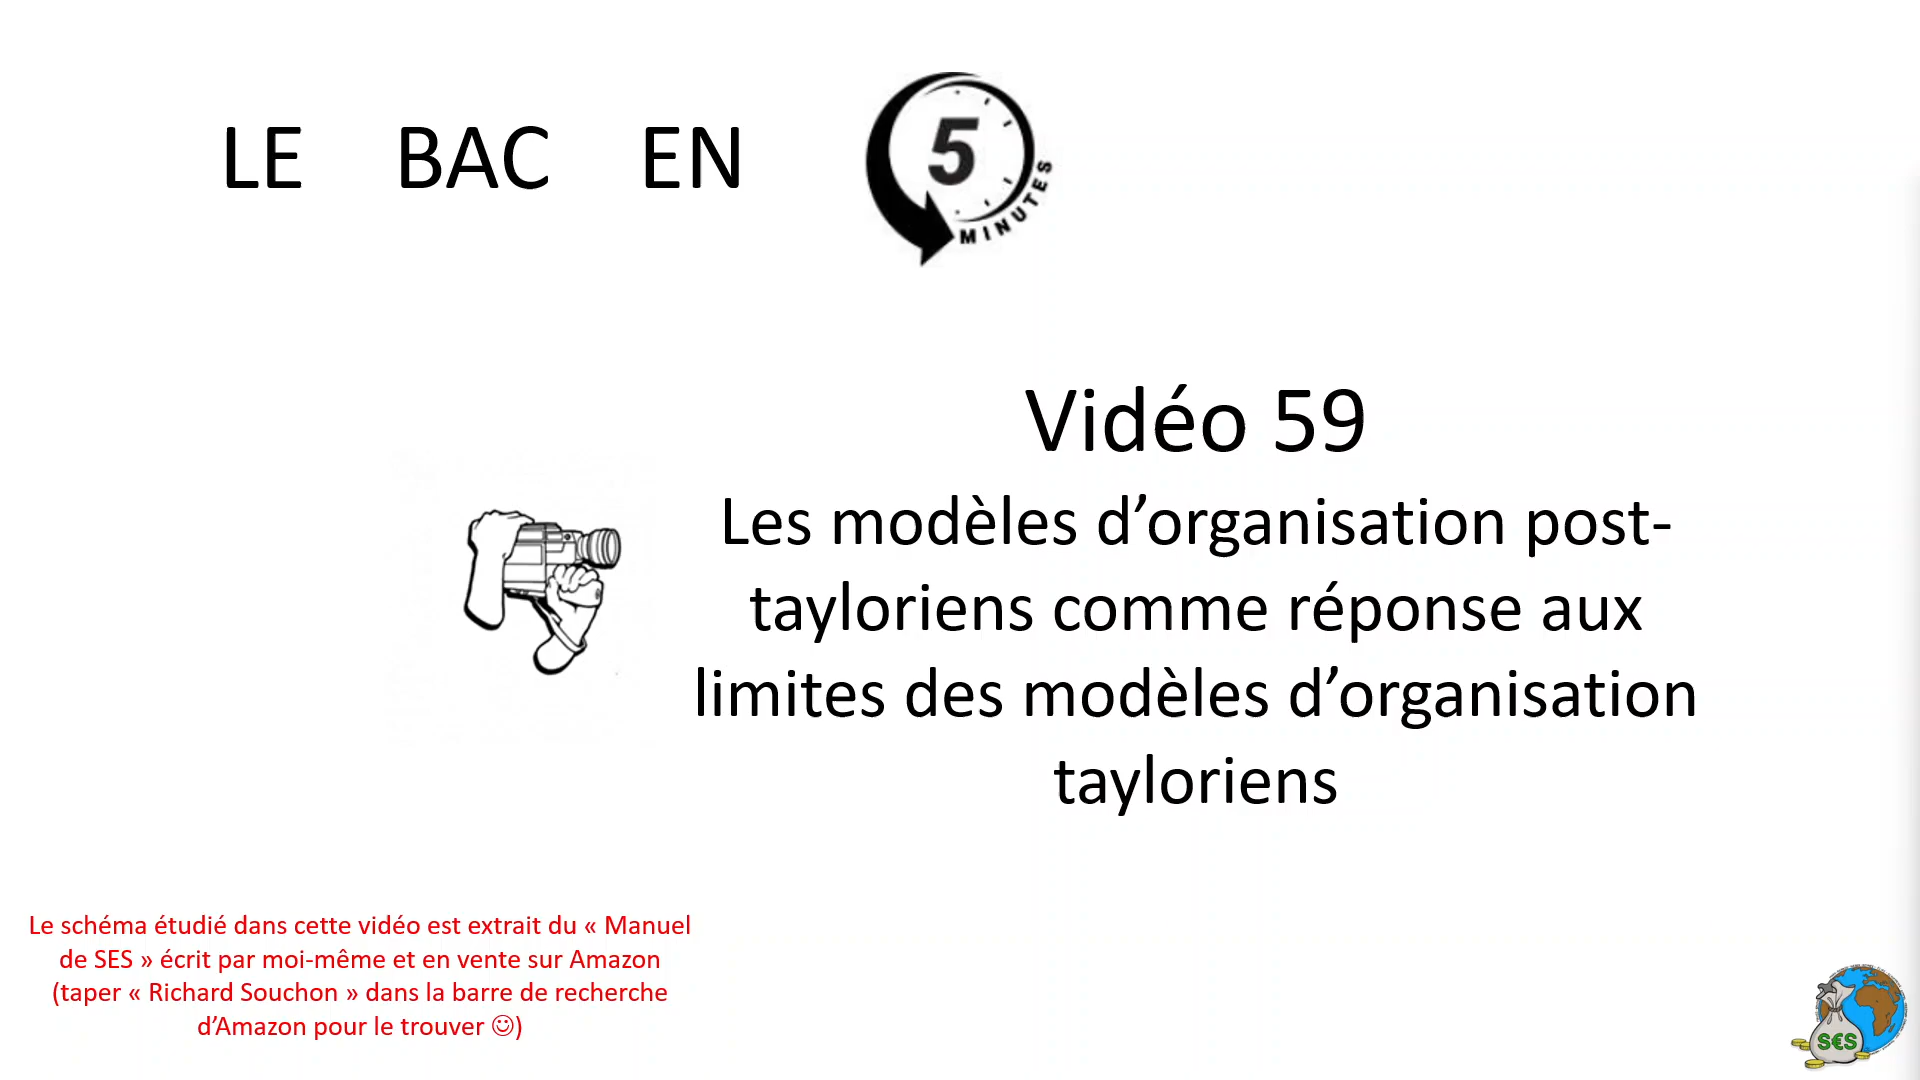 LE BAC EN
5
MINUTES
Vidéo 59
Les modèles d’organisation post-
tayloriens comme réponse aux
limites des modèles d’organisation
tayloriens
Le schéma étudié dans cette vidéo est extrait du « Manuel
de SES » écrit par moi-même et en vente sur Amazon
(taper « Richard Souchon » dans la barre de recherche
d’Amazon pour le trouver ☺)
S€S